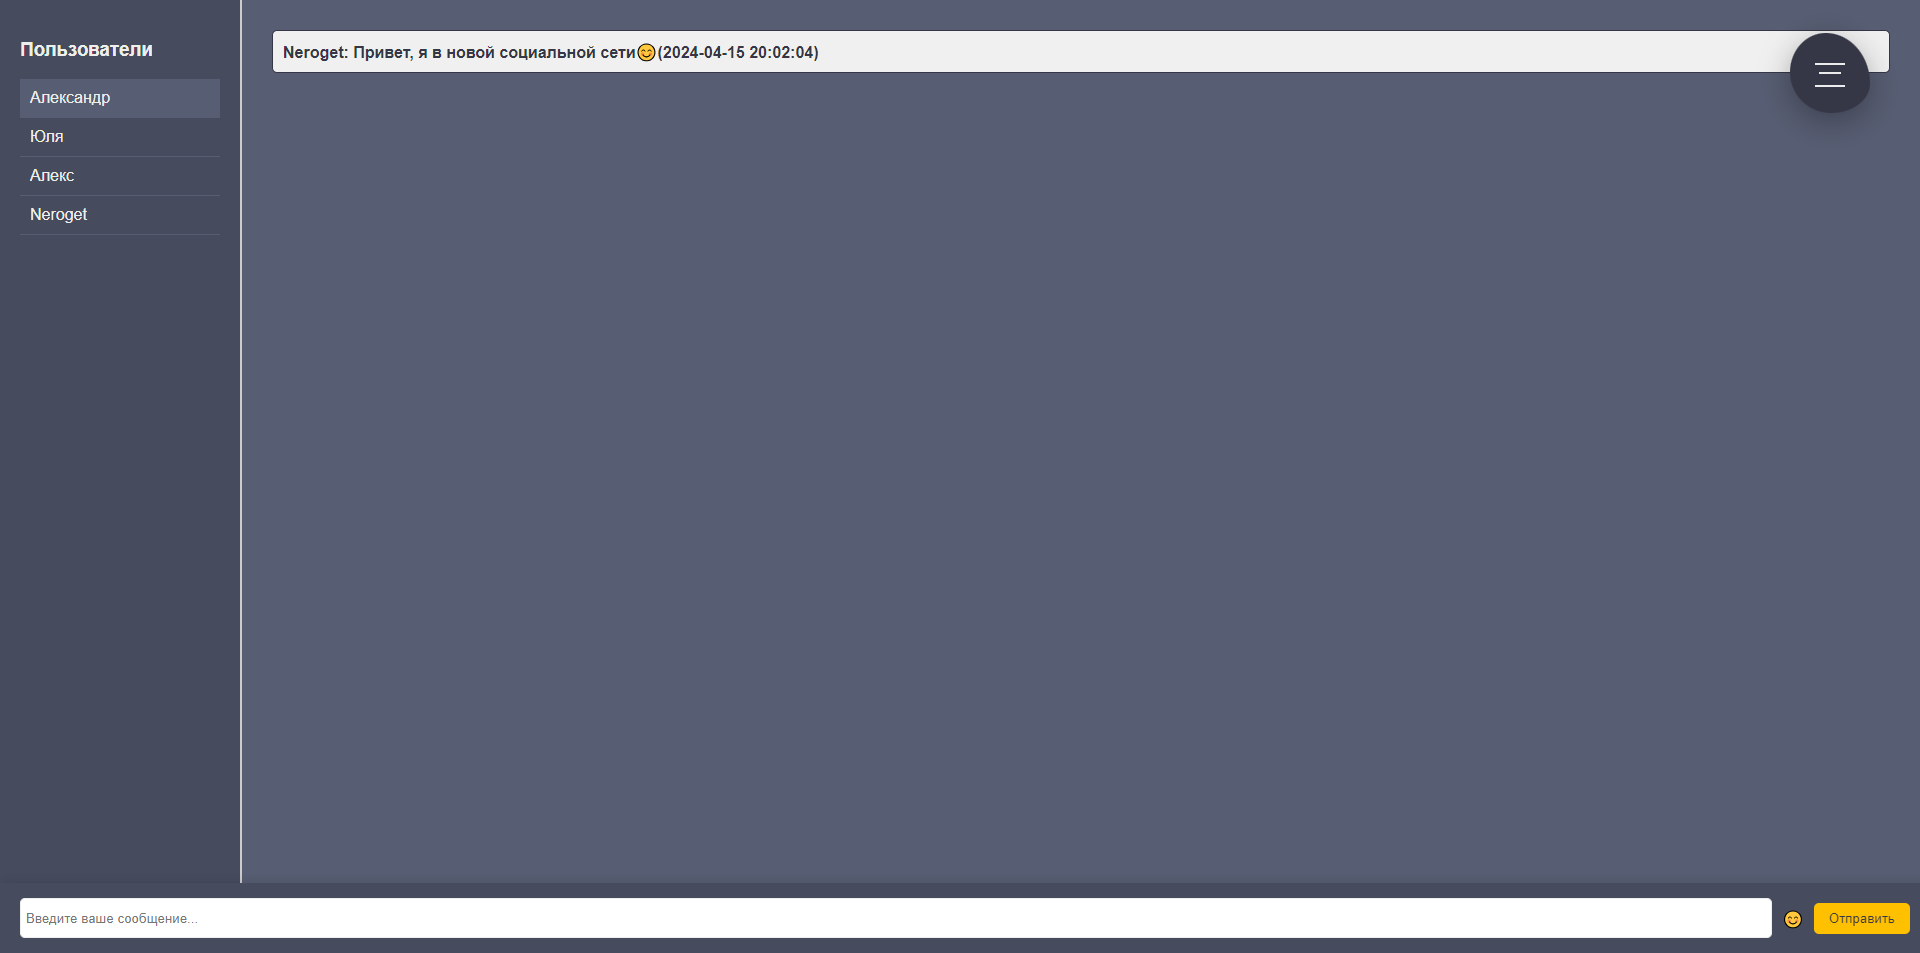 Пользователи
Александр
Юля
Алекс
Neroget
Neroget: Привет, я в новой социальной сети😊(2024-04-15 20:02:04)
Введите ваше сообщение...
Отправить